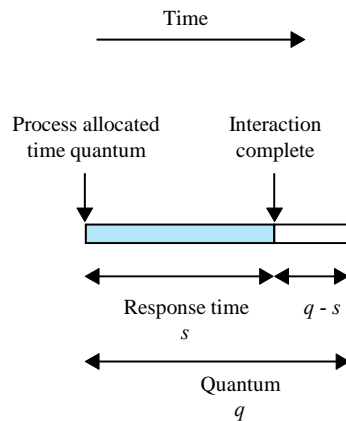 Time
Process allocated
time quantum
Interaction
complete
Response time
s
q - s
Quantum
q